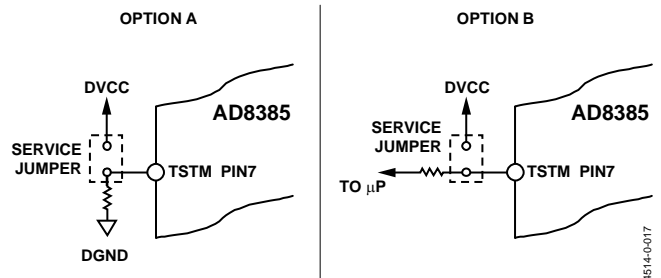 OPTION A
DVCC
AD8385
SERVICE
JUMPER
TSTM PIN7
DGND
OPTION B
DVCC
AD8385
SERVICE
JUMPER
TSTM PIN7
TO μP
4514-0-017